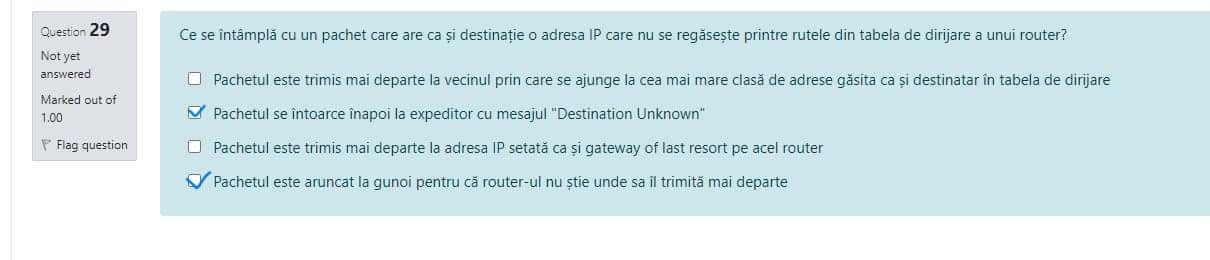 Question 29
Not yet
answered
Marked out of
1.00
Flag question
Ce se întâmplă cu un pachet care are ca și destinație o adresa IP care nu se regăsește printre rutele din tabela de dirijare a unui router?
Pachetul este trimis mai departe la vecinul prin care se ajunge la cea mai mare clasă de adrese găsita ca și destinatar în tabela de dirijare
Pachetul se întoarce înapoi la expeditor cu mesajul "Destination Unknown"
Pachetul este trimis mai departe la adresa IP setată ca și gateway of last resort pe acel router
Pachetul este aruncat la gunoi pentru că router-ul nu știe unde sa îl trimită mai departe